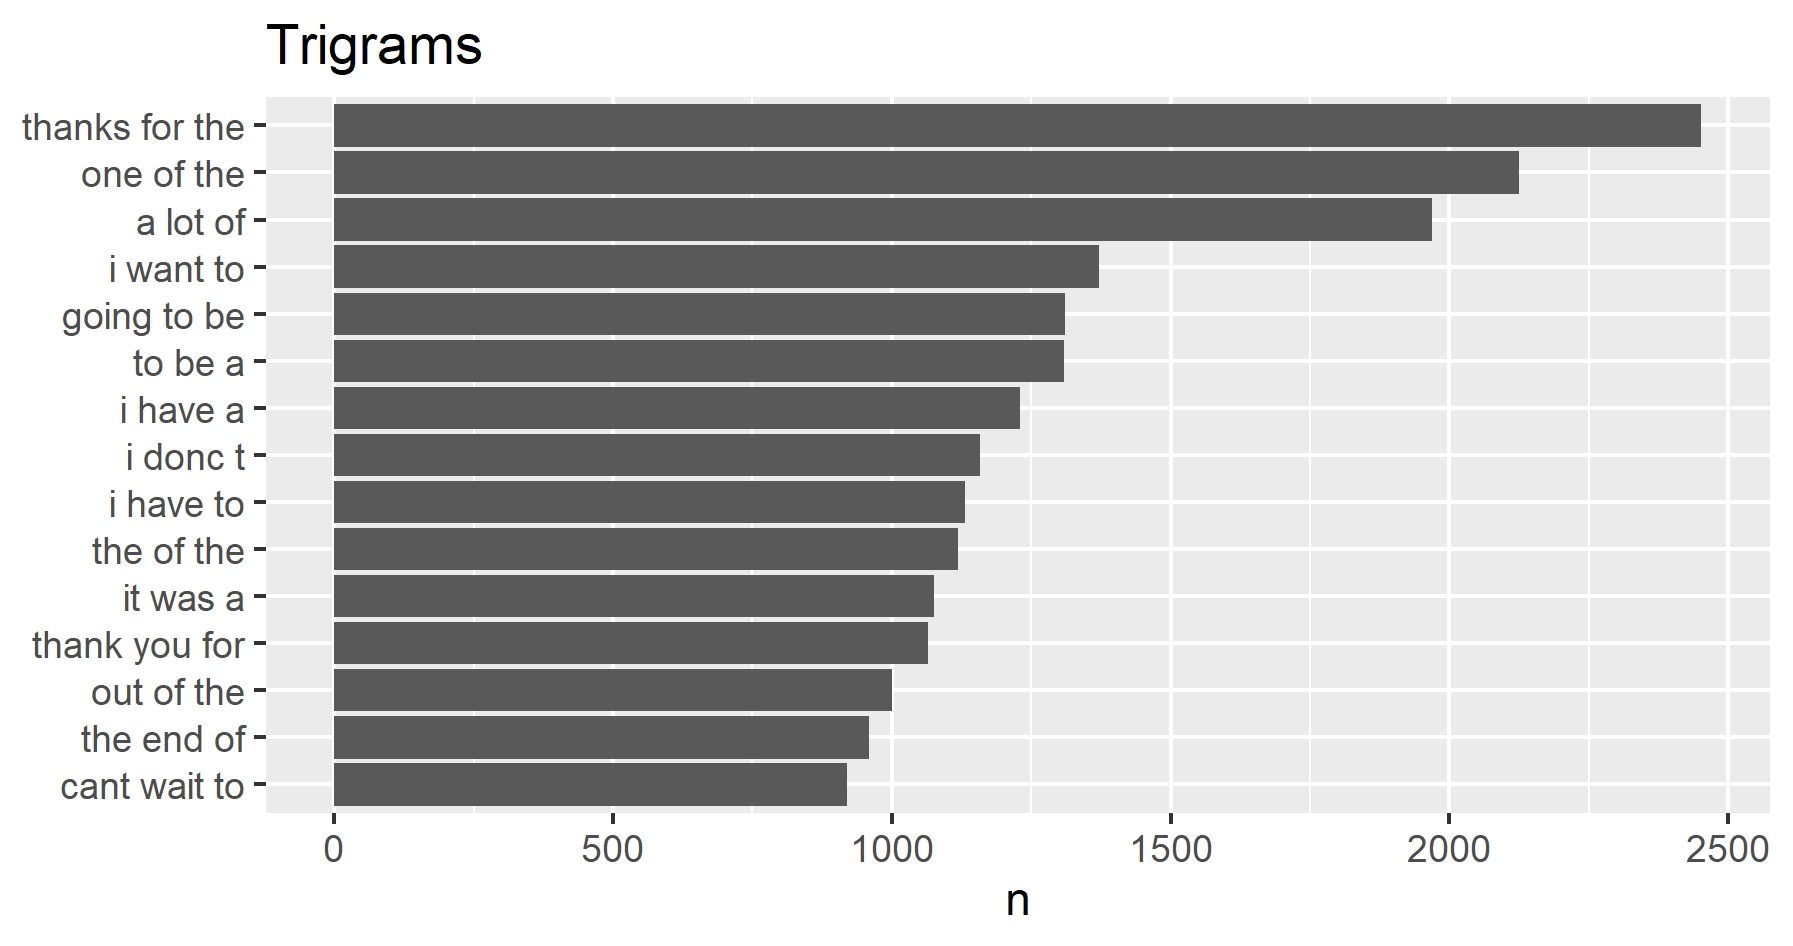 Trigrams
thanks for the
one of the
a lot of
i want to
going to be
to be a
i have a
i donc t
i have to
the of the
it was a
thank you for
out of the
the end of
cant wait to
0 500 1000 1500 2000 2500
n